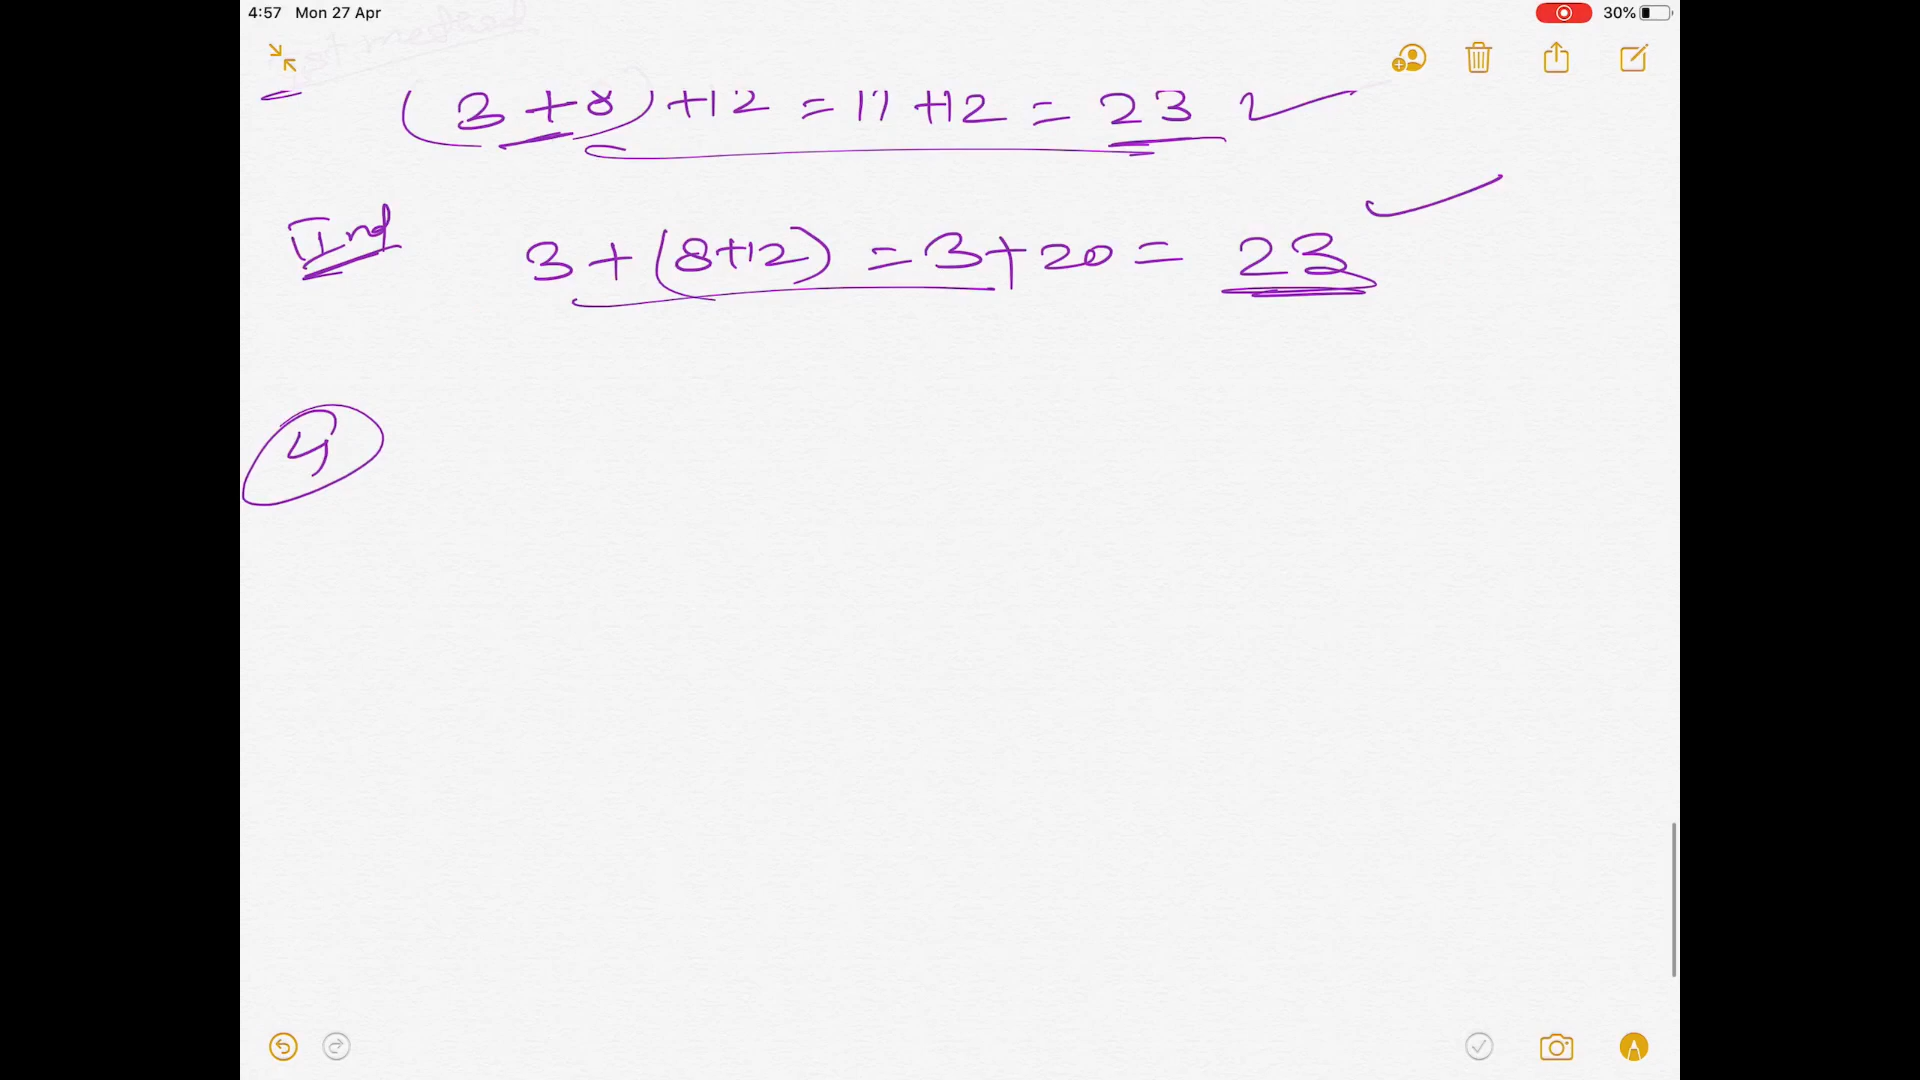 4:57 Mon 27 Apr
30%
method
(3+8)+12 = 11+12 = 23
IInd
3+(8+12) = 3+20 = 23
4